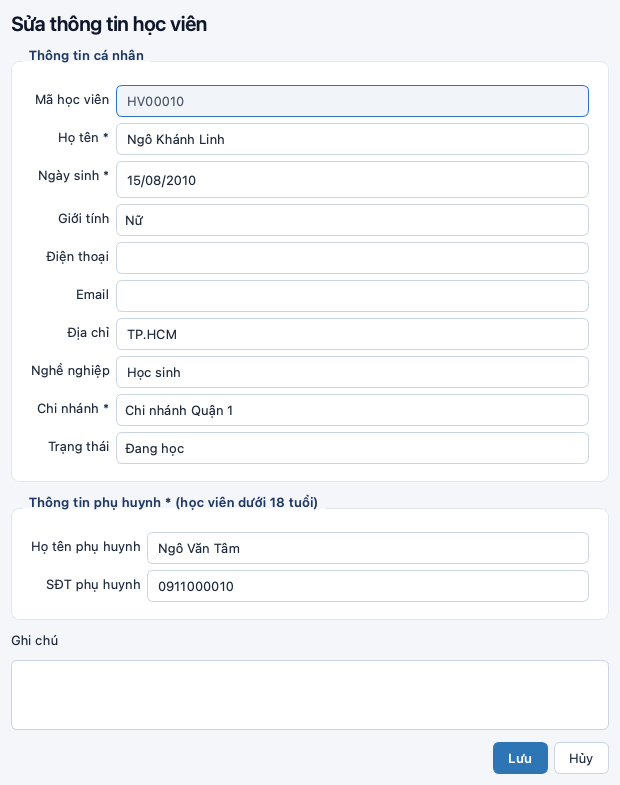 Sửa thông tin học viên
Thông tin cá nhân
Mã học viên HV00010
Họ tên * Ngô Khánh Linh
Ngày sinh * 15/08/2010
Giới tính Nữ
Điện thoại
Email
Địa chỉ TP.HCM
Nghề nghiệp Học sinh
Chi nhánh * Chi nhánh Quận 1
Trạng thái Đang học
Thông tin phụ huynh * (học viên dưới 18 tuổi)
Họ tên phụ huynh Ngô Văn Tâm
SĐT phụ huynh 0911000010
Ghi chú
Lưu Hủy